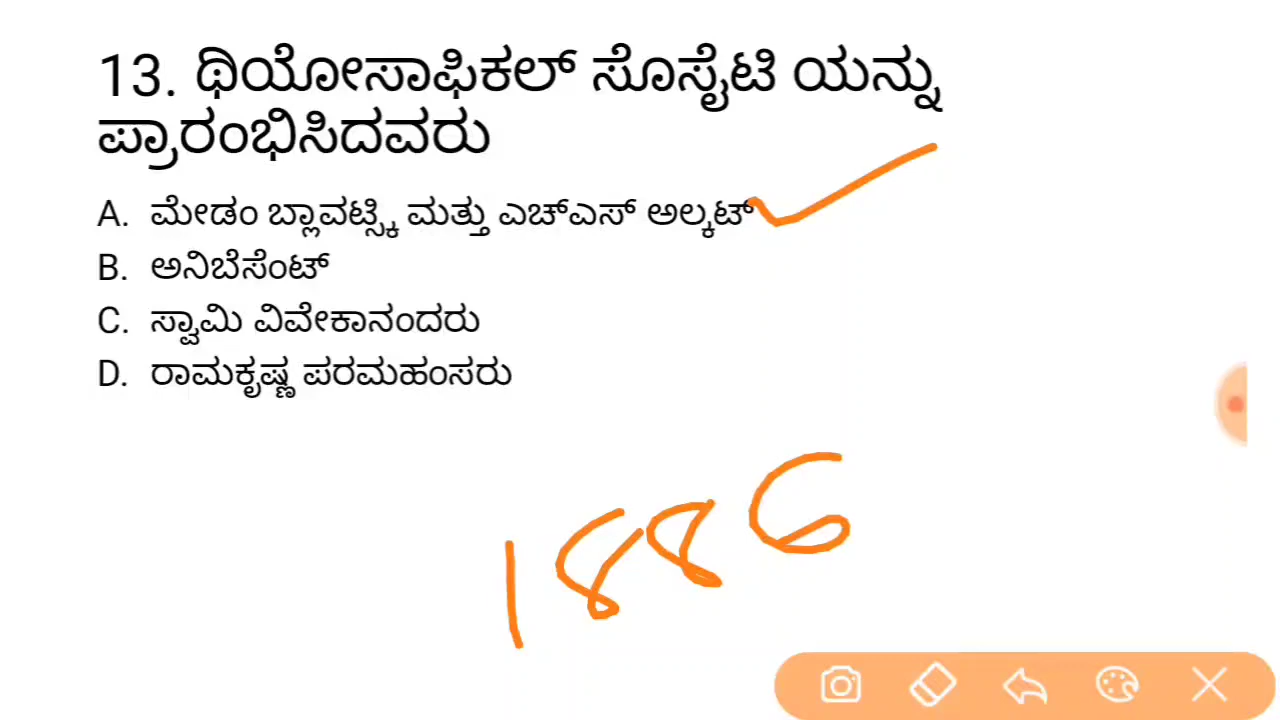 13. ಥಿಯೋಸಾಫಿಕಲ್ ಸೊಸೈಟಿ ಯನ್ನು
ಪ್ರಾರಂಭಿಸಿದವರು
A. ಮೇಡಂ ಬ್ಲಾವಟ್ಸ್ಕಿ ಮತ್ತು ಎಚ್ಎಸ್ ಅಲ್ಕಟ್
B. ಅನಿಬೆಸೆಂಟ್
C. ಸ್ವಾಮಿ ವಿವೇಕಾನಂದರು
D. ರಾಮಕೃಷ್ಣ ಪರಮಹಂಸರು
1886